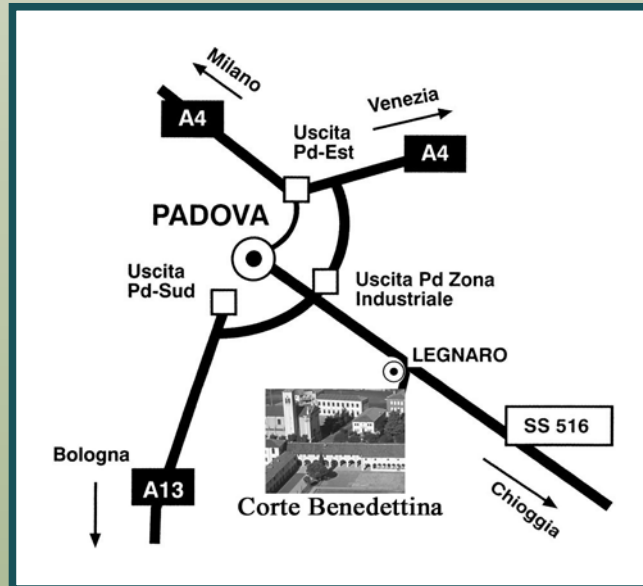 Milano
A4
Venezia
Uscita
Pd-Est
A4
PADOVA
Uscita
Pd-Sud
Uscita Pd Zona
Industriale
LEGNARO
SS 516
Bologna
A13
Chioggia
Corte Benedettina